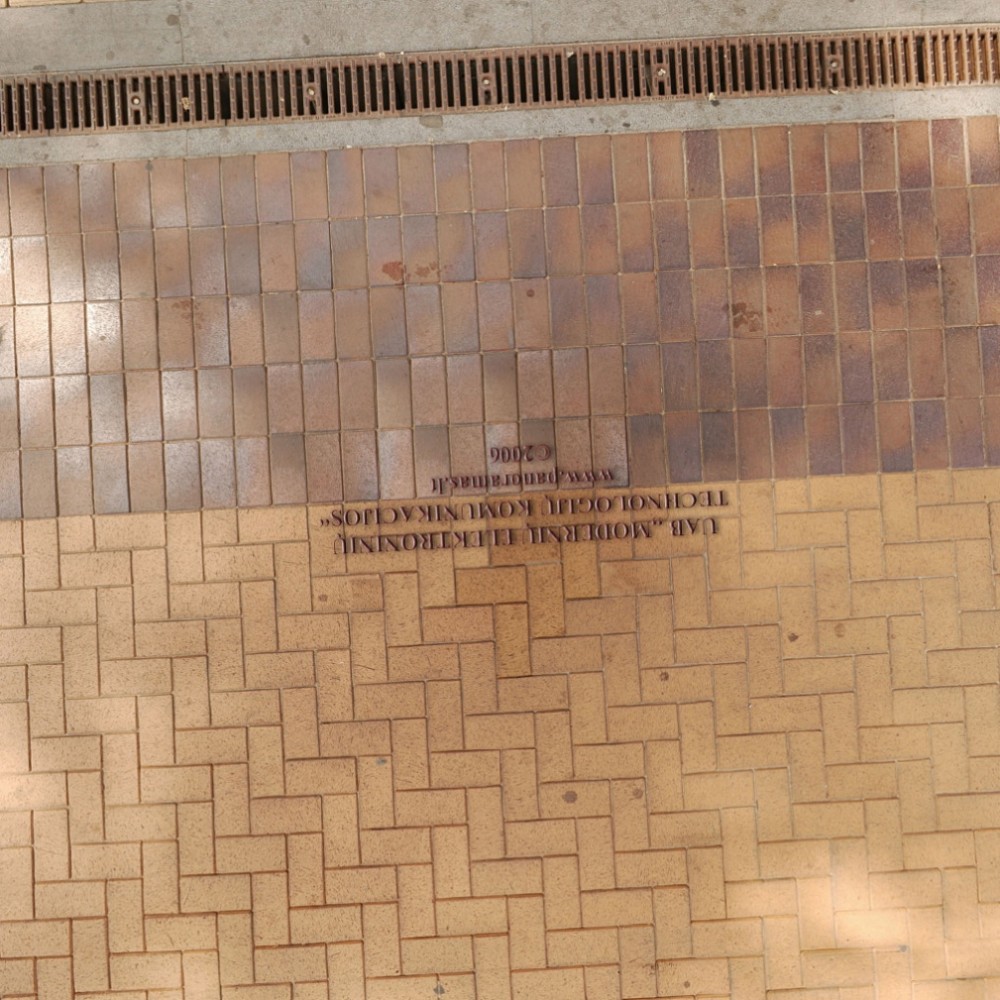 UAB „MODERNIŲ ELEKTRONINIŲ
TECHNOLOGIJŲ KOMUNIKACIJOS“
www.panoramas.lt
©2006